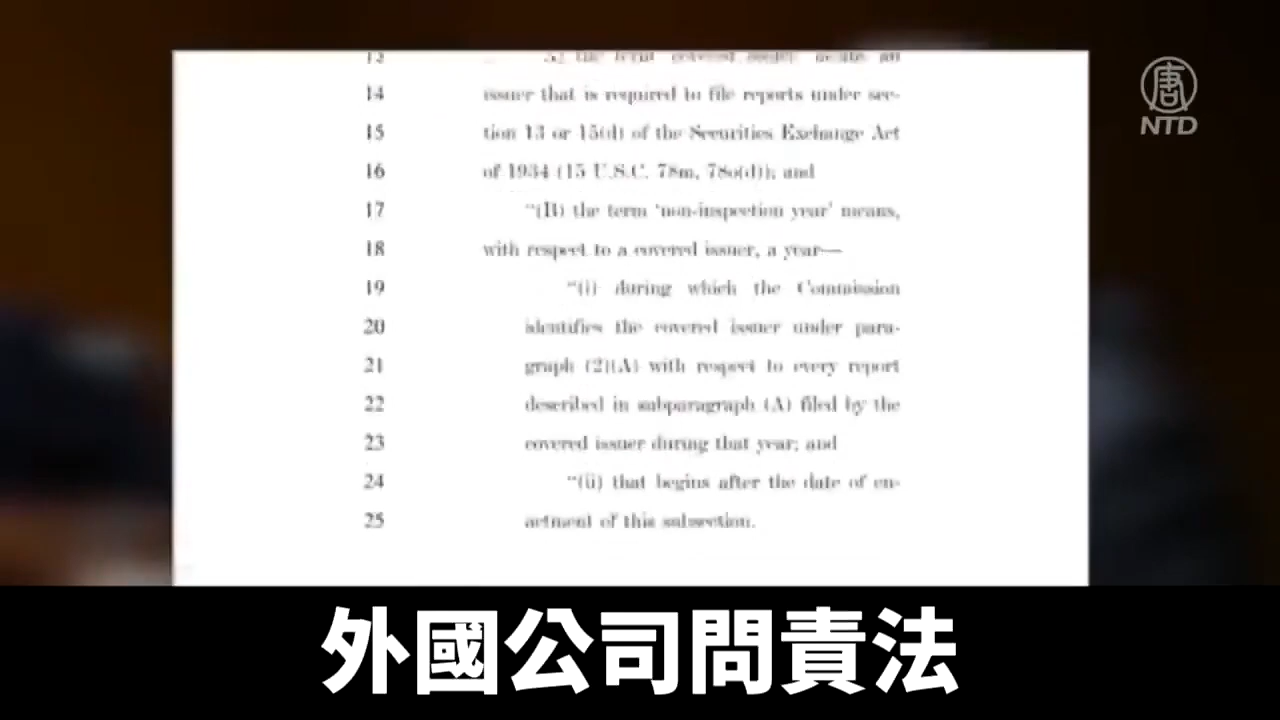 唐
NTD
14 issuer that is required to file reports under sec-
15 tion 13 or 15(d) of the Securities Exchange Act
16 of 1934 (15 U.S.C. 78m, 78o(d)); and
17 “(B) the term ‘non-inspection year’ means,
18 with respect to a covered issuer, a year—
19 “(i) during which the Commission
20 identifies the covered issuer under para-
21 graph (2)(A) with respect to every report
22 described in subparagraph (A) filed by the
23 covered issuer during that year; and
24 “(ii) that begins after the date of en-
25 actment of this subsection.
外國公司問責法